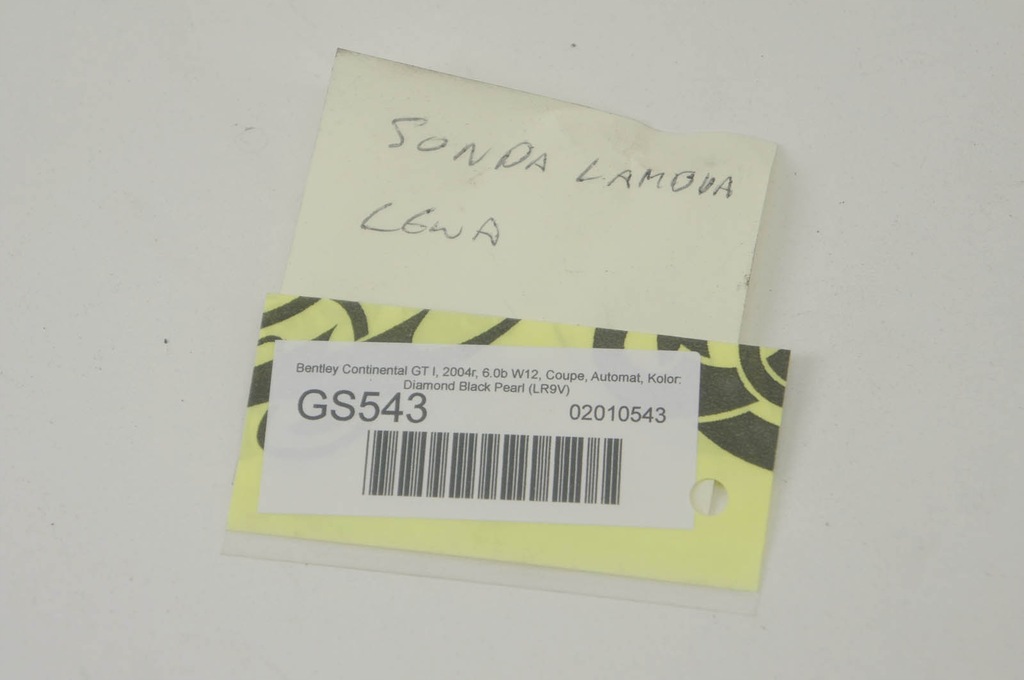 SONDA LAMBDA
LEWA
Bentley Continental GT I, 2004r, 6.0b W12, Coupe, Automat, Kolor:
Diamond Black Pearl (LR9V)
GS543 02010543